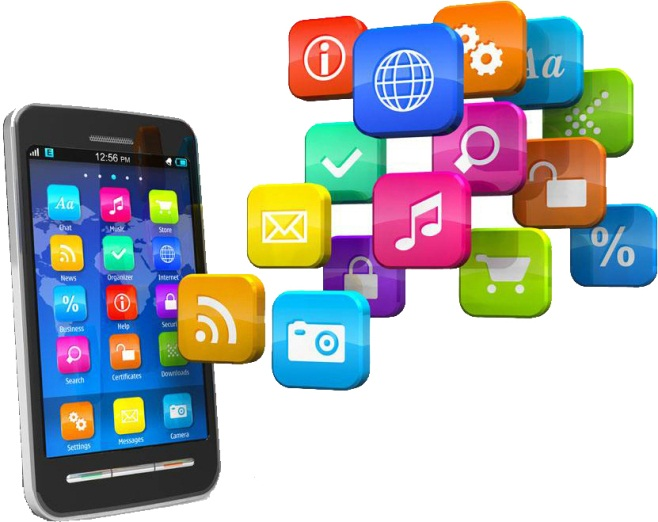 E 12:56 PM
Aa
Chat Music Store
News Organizer Internet
%
Business Help Securi
Search Certificates Downloads
Settings Messages Camera
Aa
%